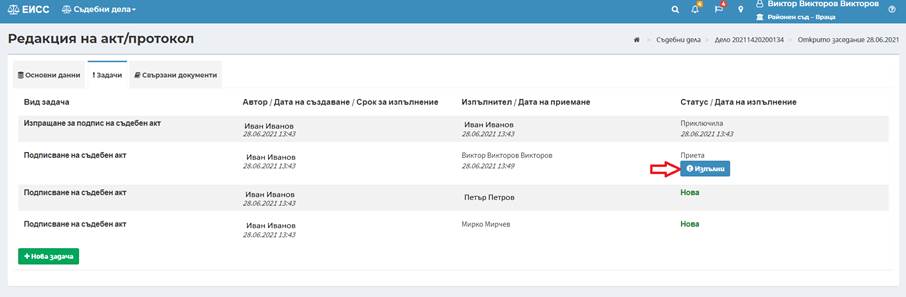 ЕИСС Съдебни дела 6 4 Виктор Викторов Викторов
Районен съд - Враца
Редакция на акт/протокол
Съдебни дела > Дело 20211420200134 > Открито заседание 28.06.2021
Основни данни ! Задачи Свързани документи
Вид задача Автор / Дата на създаване / Срок за изпълнение Изпълнител / Дата на приемане Статус / Дата на изпълнение
Изпращане за подпис на съдебен акт Иван Иванов Иван Иванов Приключила
28.06.2021 13:43 28.06.2021 13:43 28.06.2021 13:43
Подписване на съдебен акт Иван Иванов Виктор Викторов Викторов Приета
28.06.2021 13:43 28.06.2021 13:49 Изпълни
Подписване на съдебен акт Иван Иванов Петър Петров Нова
28.06.2021 13:43
Подписване на съдебен акт Иван Иванов Мирко Мирчев Нова
28.06.2021 13:43
+ Нова задача